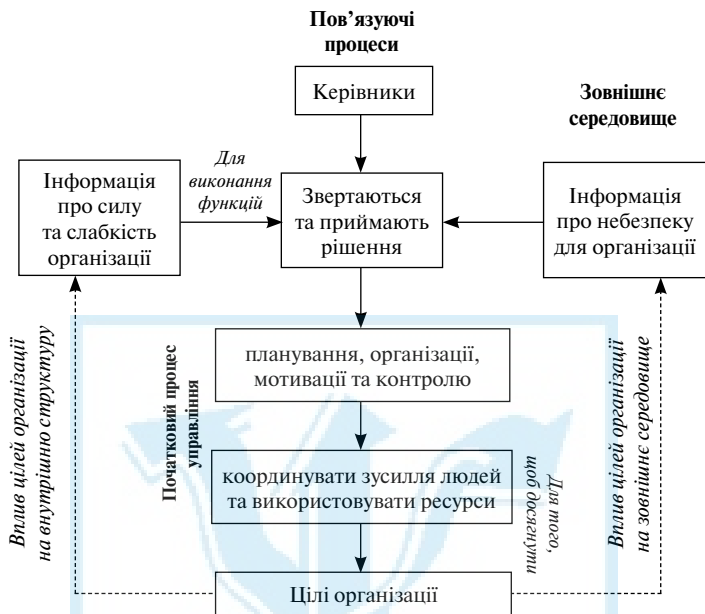 Пов’язуючі
процеси
Керівники
Зовнішнє
середовище
Інформація
про силу
та слабкість
організації
Для
виконання
функцій
Звертаються
та приймають
рішення
Інформація
про небезпеку
для організації
Вплив цілей організації
на внутрішню структуру
Початковий процес
управління
планування, організації,
мотивації та контролю
координувати зусилля людей
та використовувати ресурси
Для того,
щоб досягнути
Вплив цілей організації
на зовнішнє середовище
Цілі організації